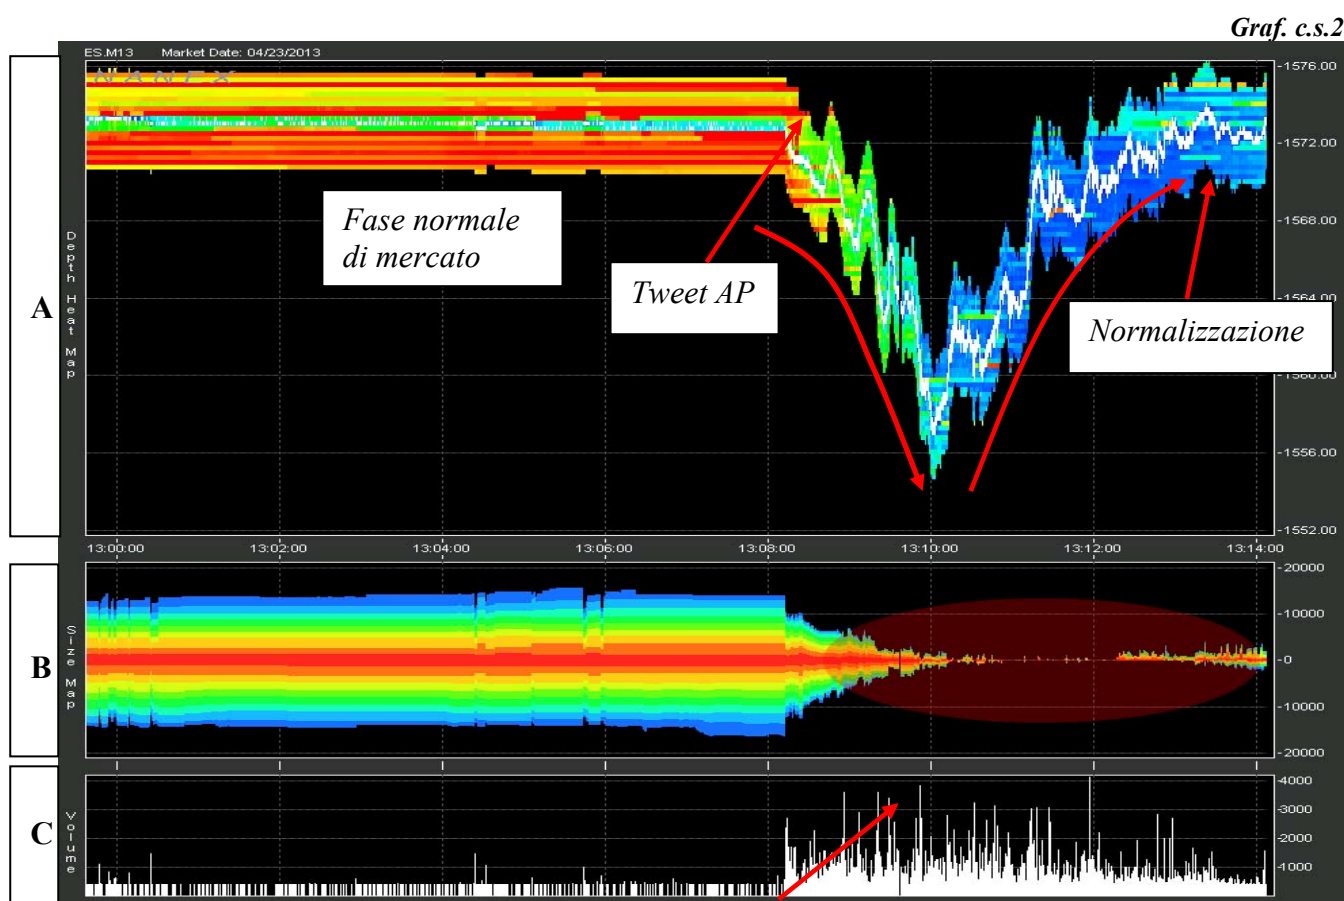 Graf. c.s.2
ES.M13 Market Date: 04/23/2013
NANEX
A
Depth Heat Map
Fase normale
di mercato
Tweet AP
Normalizzazione
1576.00
1572.00
1568.00
1564.00
1560.00
1556.00
1552.00
13:00:00 13:02:00 13:04:00 13:06:00 13:08:00 13:10:00 13:12:00 13:14:00
B
Size Map
20000
10000
0
10000
20000
C
Volume
4000
3000
2000
1000